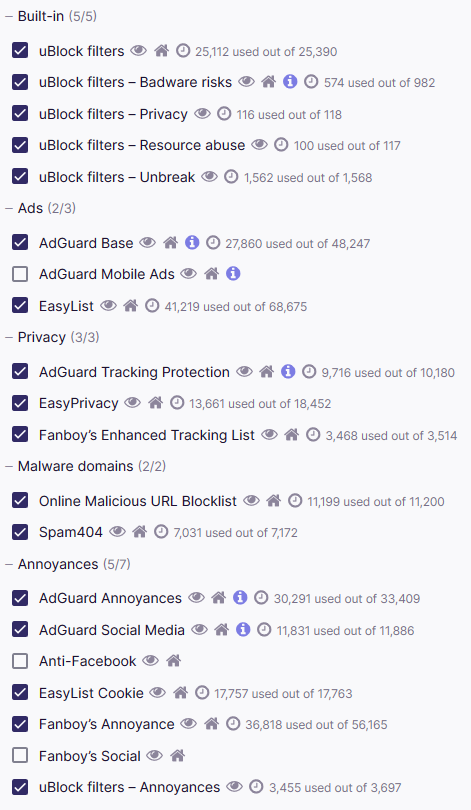 – Built-in (5/5)
uBlock filters 25,112 used out of 25,390
uBlock filters – Badware risks 574 used out of 982
uBlock filters – Privacy 116 used out of 118
uBlock filters – Resource abuse 100 used out of 117
uBlock filters – Unbreak 1,562 used out of 1,568
– Ads (2/3)
AdGuard Base 27,860 used out of 48,247
AdGuard Mobile Ads
EasyList 41,219 used out of 68,675
– Privacy (3/3)
AdGuard Tracking Protection 9,716 used out of 10,180
EasyPrivacy 13,661 used out of 18,452
Fanboy’s Enhanced Tracking List 3,468 used out of 3,514
– Malware domains (2/2)
Online Malicious URL Blocklist 11,199 used out of 11,200
Spam404 7,031 used out of 7,172
– Annoyances (5/7)
AdGuard Annoyances 30,291 used out of 33,409
AdGuard Social Media 11,831 used out of 11,886
Anti-Facebook
EasyList Cookie 17,757 used out of 17,763
Fanboy’s Annoyance 36,818 used out of 56,165
Fanboy’s Social
uBlock filters – Annoyances 3,455 used out of 3,697